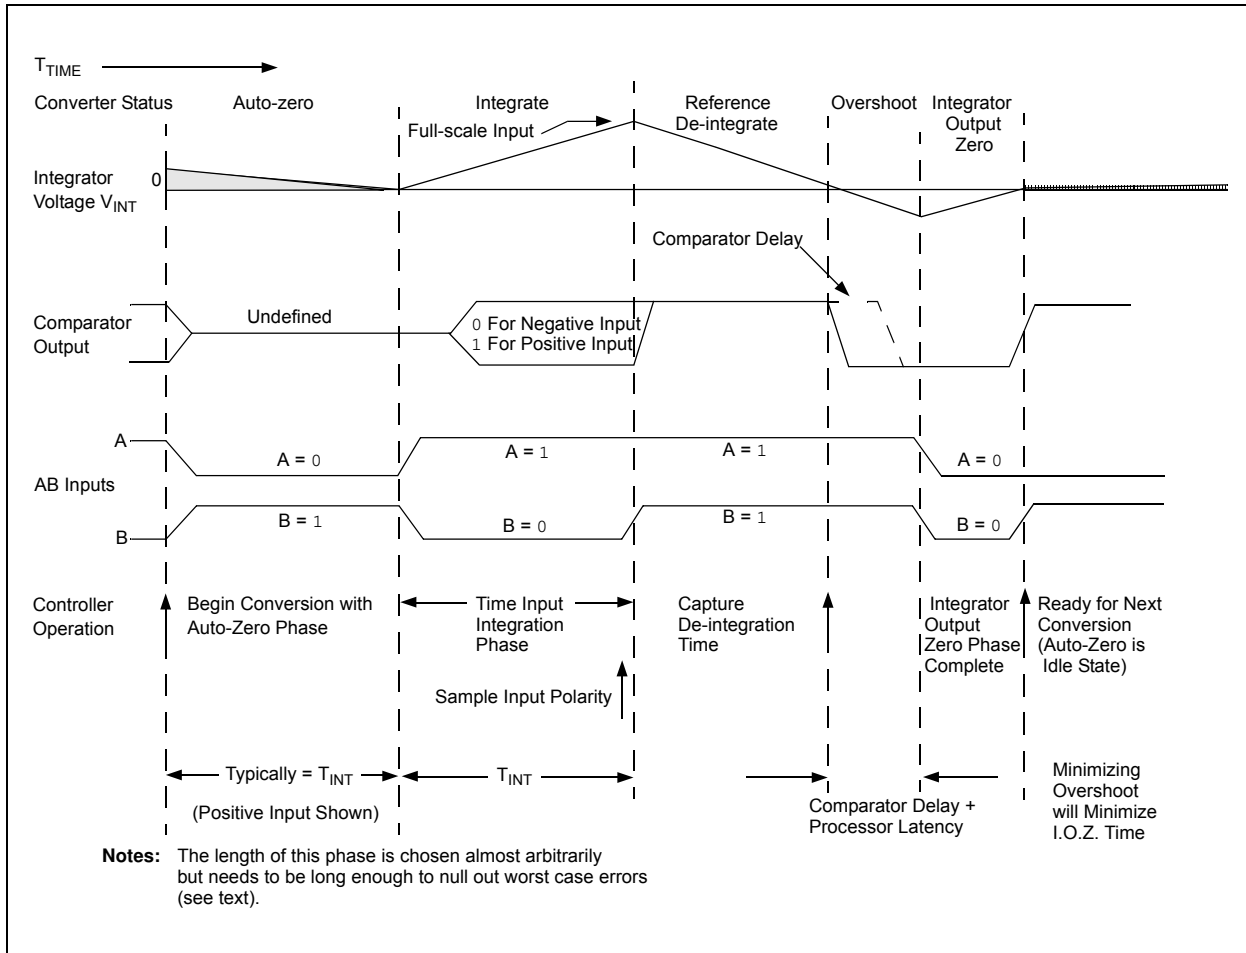 TTIME
Converter Status
Auto-zero
Integrate
Full-scale Input
Reference
De-integrate
Overshoot
Integrator
Output
Zero
Integrator
Voltage VINT
0
Comparator Delay
Comparator
Output
Undefined
0 For Negative Input
1 For Positive Input
AB Inputs
A
A = 0
A = 1
A = 1
A = 0
B
B = 1
B = 0
B = 1
B = 0
Controller
Operation
Begin Conversion with
Auto-Zero Phase
Time Input
Integration
Phase
Sample Input Polarity
Capture
De-integration
Time
Integrator
Output
Zero Phase
Complete
Ready for Next
Conversion
(Auto-Zero is
Idle State)
Typically = TINT
(Positive Input Shown)
TINT
Comparator Delay +
Processor Latency
Minimizing
Overshoot
will Minimize
I.O.Z. Time
Notes: The length of this phase is chosen almost arbitrarily
but needs to be long enough to null out worst case errors
(see text).